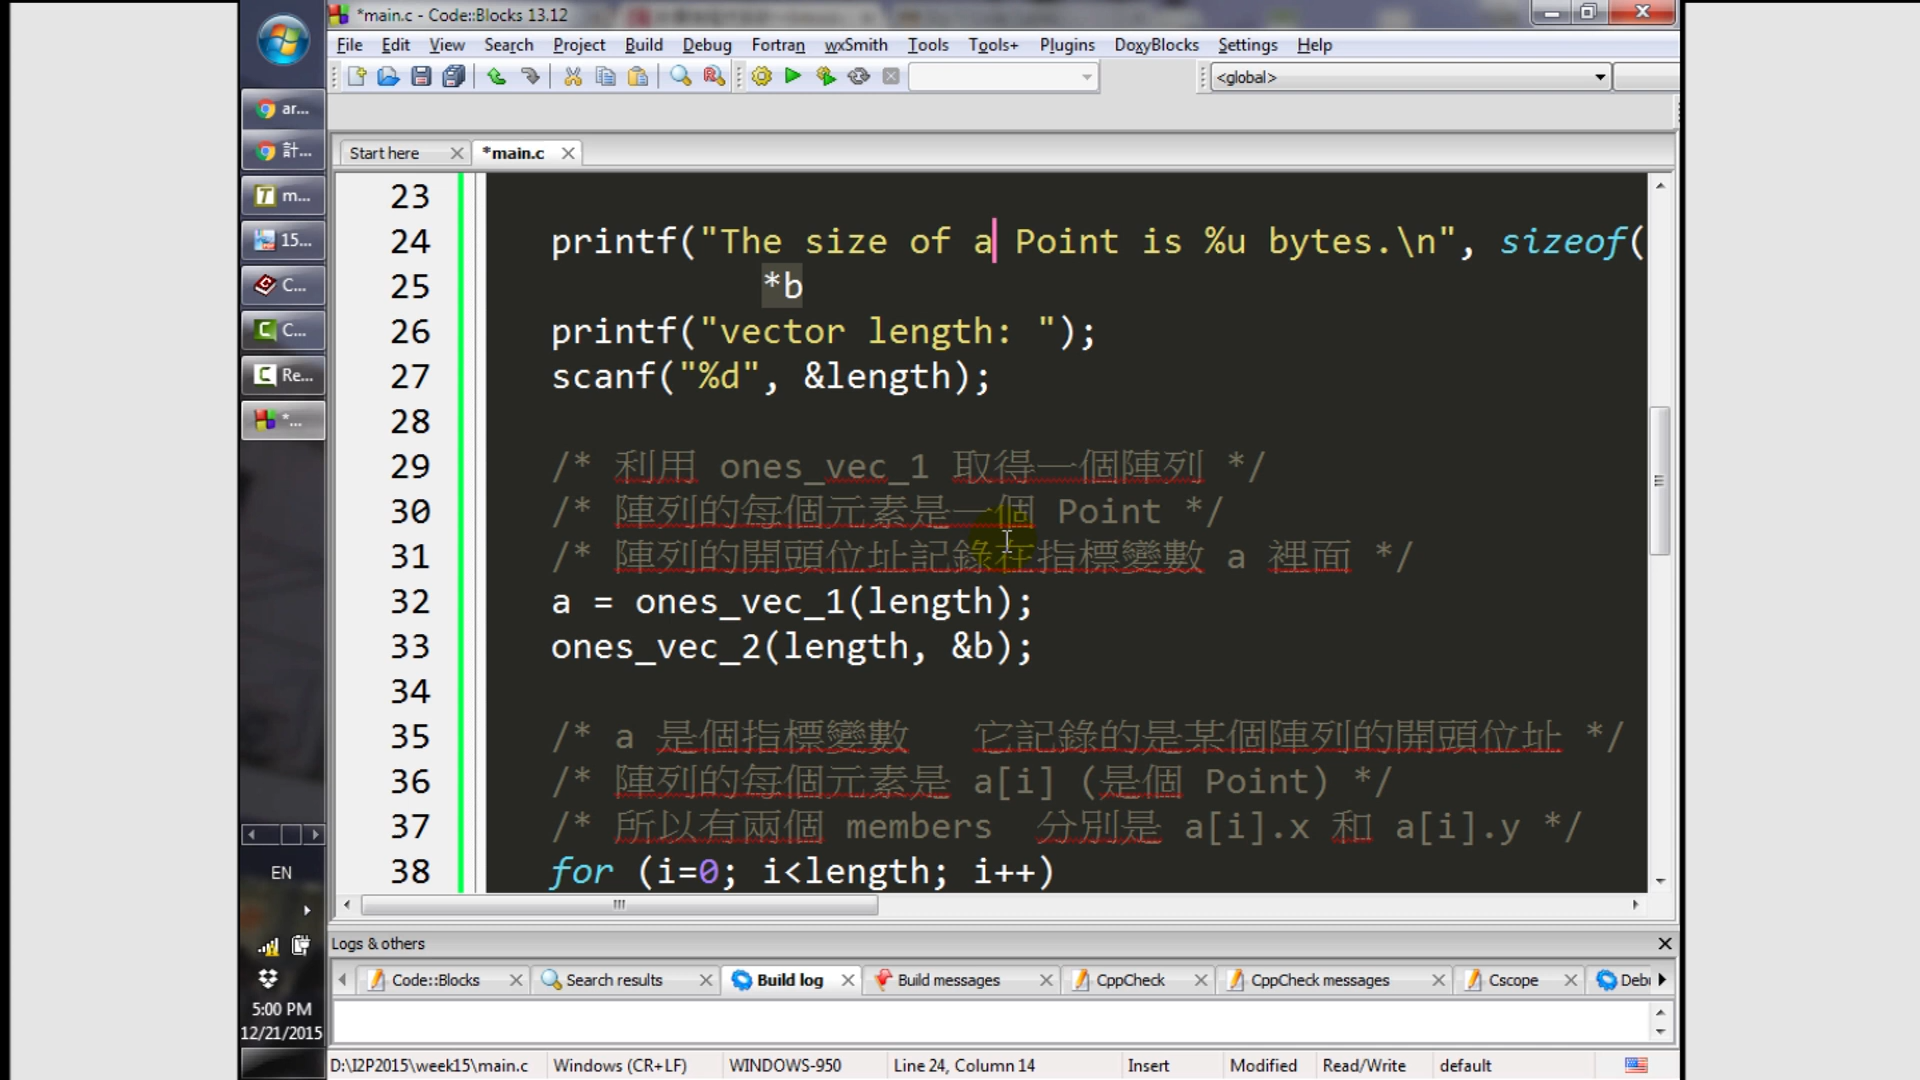 *main.c - Code::Blocks 13.12
File Edit View Search Project Build Debug Fortran wxSmith Tools Tools+ Plugins DoxyBlocks Settings Help
<global>
ar...
計...
m...
15...
C...
C...
Re...
*...
Start here
*main.c
23
24 printf("The size of a Point is %u bytes.\n", sizeof(
25 *b
26 printf("vector length: ");
27 scanf("%d", &length);
28
29 /* 利用 ones_vec_1 取得一個陣列 */
30 /* 陣列的每個元素是一個 Point */
31 /* 陣列的開頭位址記錄在指標變數 a 裡面 */
32 a = ones_vec_1(length);
33 ones_vec_2(length, &b);
34
35 /* a 是個指標變數 它記錄的是某個陣列的開頭位址 */
36 /* 陣列的每個元素是 a[i] (是個 Point) */
37 /* 所以有兩個 members 分別是 a[i].x 和 a[i].y */
38 for (i=0; i<length; i++)
EN
5:00 PM
12/21/2015
Logs & others
Code::Blocks Search results Build log Build messages CppCheck CppCheck messages Cscope Deb
D:\I2P2015\week15\main.c Windows (CR+LF) WINDOWS-950 Line 24, Column 14 Insert Modified Read/Write default